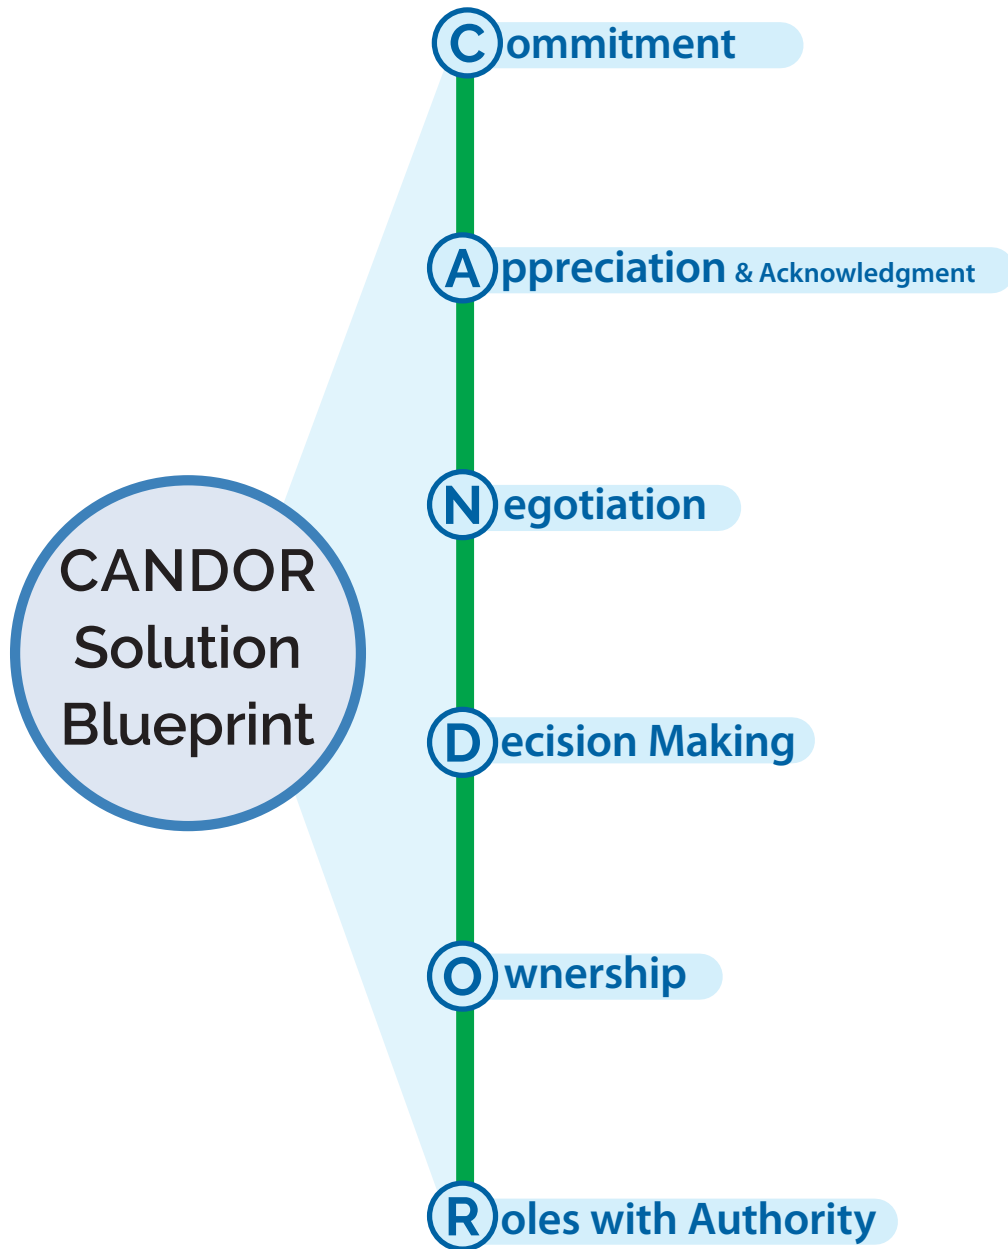 Commitment
Appreciation & Acknowledgment
Negotiation
CANDOR
Solution
Blueprint
Decision Making
Ownership
Roles with Authority